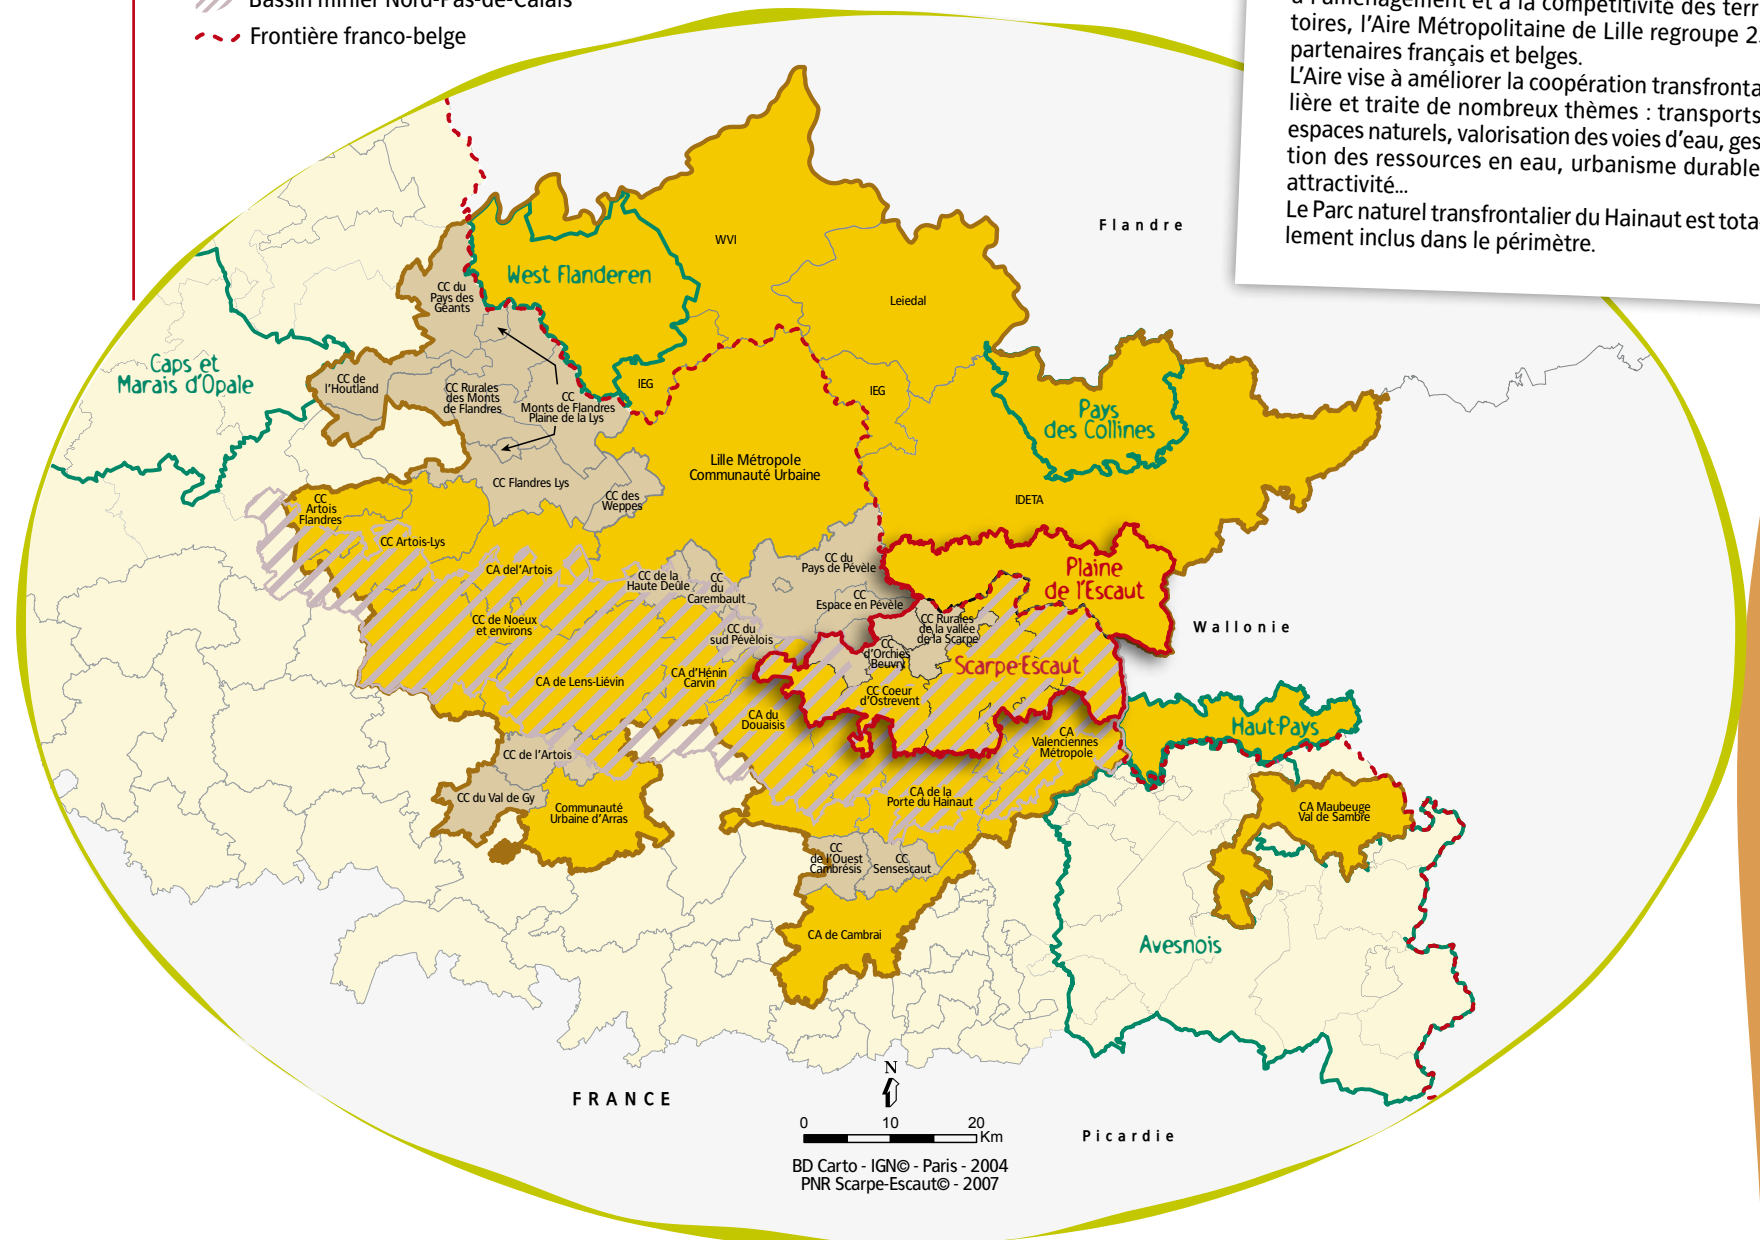 Bassin minier Nord-Pas-de-Calais
Frontière franco-belge
à l'aménagement et à la compétitivité des terri
toires, l'Aire Métropolitaine de Lille regroupe 2
partenaires français et belges.
L'Aire vise à améliorer la coopération transfronta
lière et traite de nombreux thèmes : transports
espaces naturels, valorisation des voies d'eau, ges
tion des ressources en eau, urbanisme durable
attractivité...
Le Parc naturel transfrontalier du Hainaut est tota
lement inclus dans le périmètre.
Flandre
WVI
West Flanderen
Leiedal
CC du
Pays des
Géants
Caps et
Marais d'Opale
CC de
l'Houtland
CC Rurales
des Monts
de Flandres
CC
Monts de Flandres
Plaine de la Lys
IEG
IEG
Pays
des Collines
Lille Métropole
Communauté Urbaine
CC Flandres Lys
CC des
Weppes
IDETA
CC
Artois
Flandres
CC Artois-Lys
CA del'Artois
CC de la
Haute Deûle
CC
du
Carembault
CC du
Pays de Pévèle
CC
Espace en Pévèle
Plaine
de l'Escaut
Wallonie
CC de Noeux
et environs
CC du
sud Pévèlois
CC Rurales
de la vallée
de la Scarpe
CC
d'Orchies
Beuvry
Scarpe-Escaut
CA de Lens-Liévin
CA d'Hénin
Carvin
CC Coeur
d'Ostrevent
CA du
Douaisis
CA
Valenciennes
Métropole
Haut-Pays
CC de l'Artois
CC du Val de Gy
Communauté
Urbaine d'Arras
CA de la
Porte du Hainaut
CA Maubeuge
Val de Sambre
CC
de l'Ouest
Cambrésis
CC
Sensescaut
CA de Cambrai
Avesnois
FRANCE
N
0 10 20
Km
Picardie
BD Carto - IGN© - Paris - 2004
PNR Scarpe-Escaut© - 2007